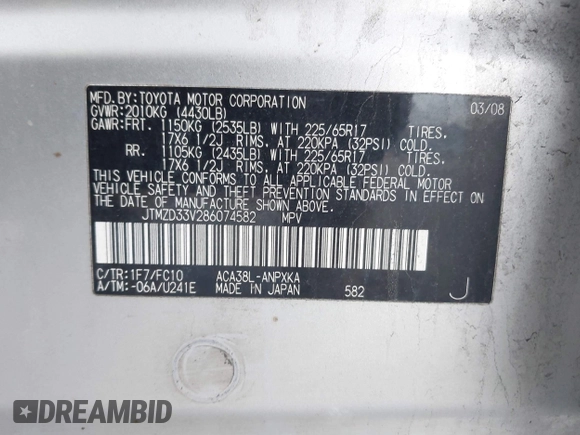 MFD.BY:TOYOTA MOTOR CORPORATION 03/08
GVWR:2010KG (4430LB)
GAWR:FRT. 1150KG (2535LB) WITH 225/65R17 TIRES.
17X6 1/2J RIMS. AT 220KPA (32PSI) COLD.
RR. 1105KG (2435LB) WITH 225/65R17 TIRES.
17X6 1/2J RIMS. AT 220KPA (32PSI) COLD.
THIS VEHICLE CONFORMS TO ALL APPLICABLE FEDERAL MOTOR
VEHICLE SAFETY AND THEFT PREVENTION STANDARDS IN EFFECT ON
THE DATE OF MANUFACTURE SHOWN ABOVE.
JTMZD33V286074582 MPV
C/TR:1F7/FC10 ACA38L-ANPXKA
A/TM:-06A/U241E MADE IN JAPAN 582 J
DREAMBID